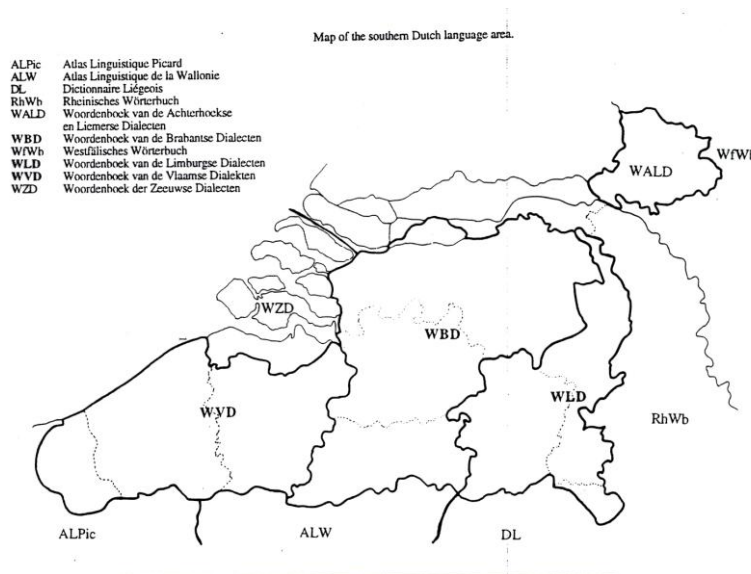 Map of the southern Dutch language area.
ALPic Atlas Linguistique Picard
ALW Atlas Linguistique de la Wallonie
DL Dictionnaire Liégeois
RhWb Rheinisches Wörterbuch
WALD Woordenboek van de Achterhoekse
en Liemerse Dialecten
WBD Woordenboek van de Brabantse Dialecten
WfWb Westfälisches Wörterbuch
WLD Woordenboek van de Limburgse Dialecten
WVD Woordenboek van de Vlaamse Dialekten
WZD Woordenboek der Zeeuwse Dialecten
WfWb
WALD
WZD
WBD
WLD
WVD
RhWb
ALPic
ALW
DL